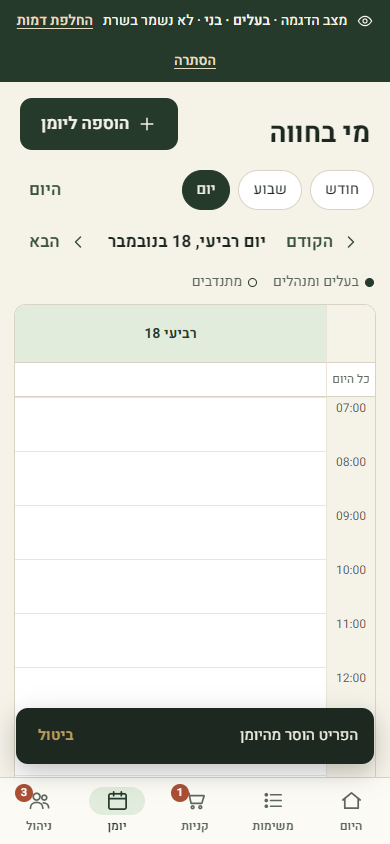 מצב הדגמה · בעלים · בני · לא נשמר בשרת החלפת דמות
הסתרה
מי בחווה
הוספה ליומן
חודש שבוע יום היום
הקודם יום רביעי, 18 בנובמבר הבא
בעלים ומנהלים מתנדבים
רביעי 18
כל היום
07:00
08:00
09:00
10:00
11:00
12:00
הפריט הוסר מהיומן ביטול
1 3
היום משימות קניות יומן ניהול